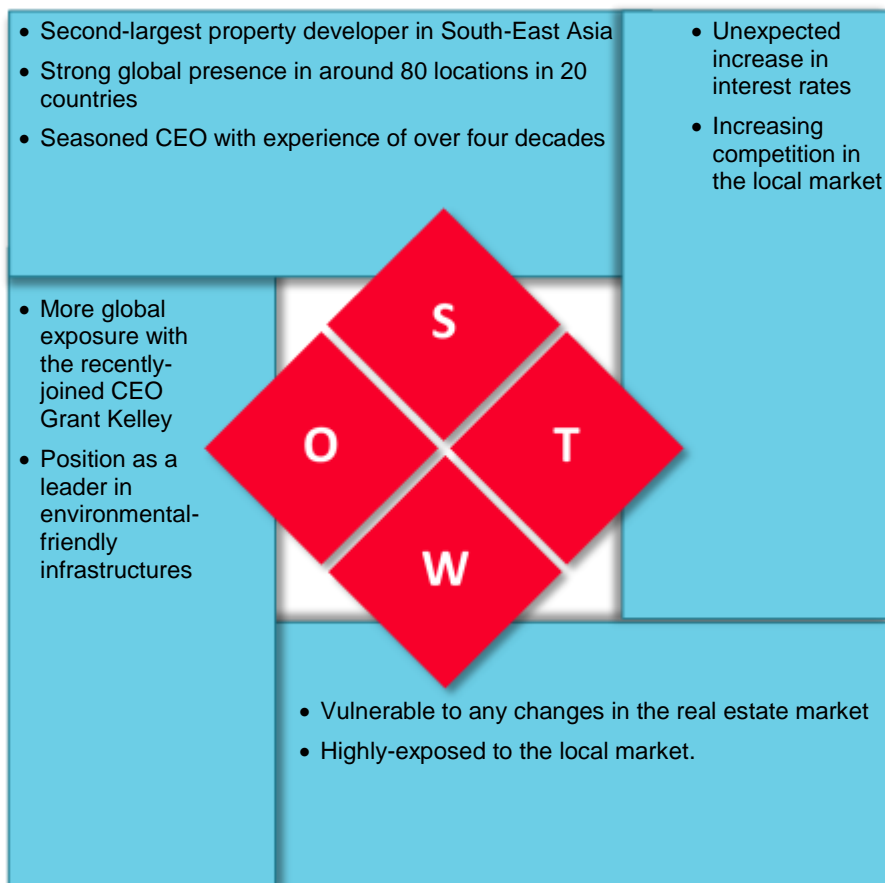 • Second-largest property developer in South-East Asia
• Strong global presence in around 80 locations in 20
countries
• Seasoned CEO with experience of over four decades
• Unexpected
increase in
interest rates
• Increasing
competition in
the local market
• More global
exposure with
the recently-
joined CEO
Grant Kelley
• Position as a
leader in
environmental-
friendly
infrastructures
S
O
T
W
• Vulnerable to any changes in the real estate market
• Highly-exposed to the local market.